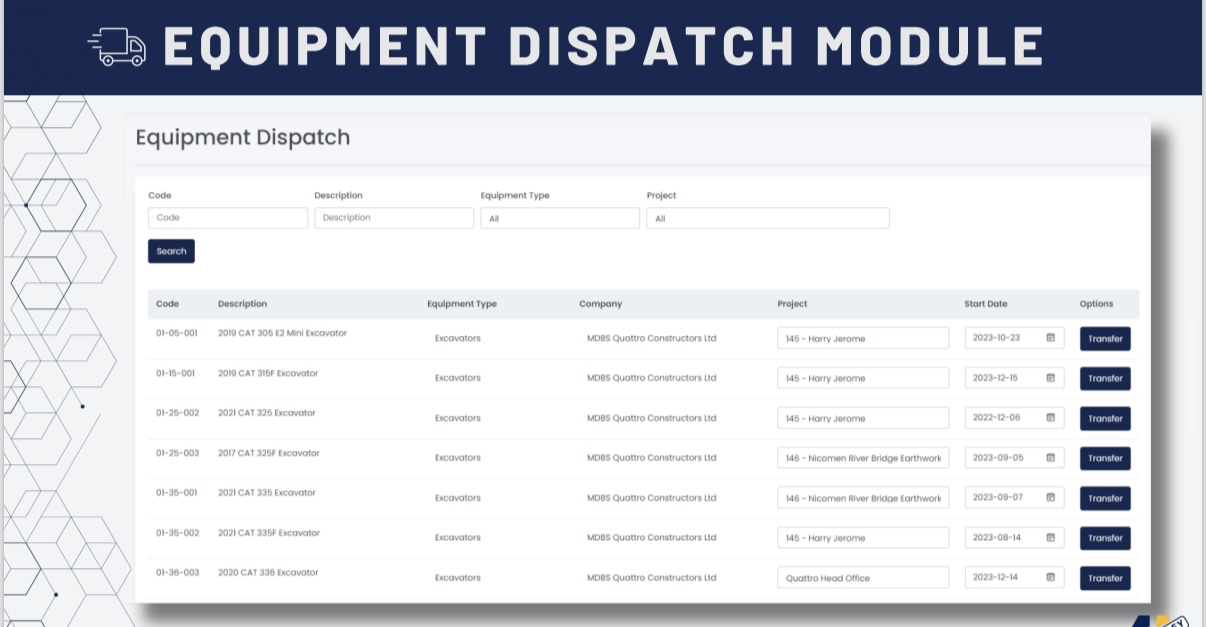 EQUIPMENT DISPATCH MODULE
Equipment Dispatch
Code Description Equipment Type Project
Code Description All All
Search
Code Description Equipment Type Company Project Start Date Options
01-05-001 2019 CAT 305 E2 Mini Excavator Excavators MDBS Quattro Constructors Ltd 145 - Harry Jerome 2023-10-23 Transfer
01-15-001 2019 CAT 315F Excavator Excavators MDBS Quattro Constructors Ltd 145 - Harry Jerome 2023-12-15 Transfer
01-25-002 2021 CAT 325 Excavator Excavators MDBS Quattro Constructors Ltd 145 - Harry Jerome 2022-12-06 Transfer
01-25-003 2017 CAT 325F Excavator Excavators MDBS Quattro Constructors Ltd 146 - Nicomen River Bridge Earthwork 2023-09-05 Transfer
01-35-001 2021 CAT 335 Excavator Excavators MDBS Quattro Constructors Ltd 146 - Nicomen River Bridge Earthwork 2023-09-07 Transfer
01-35-002 2021 CAT 335F Excavator Excavators MDBS Quattro Constructors Ltd 145 - Harry Jerome 2023-08-14 Transfer
01-36-003 2020 CAT 336 Excavator Excavators MDBS Quattro Constructors Ltd Quattro Head Office 2023-12-14 Transfer